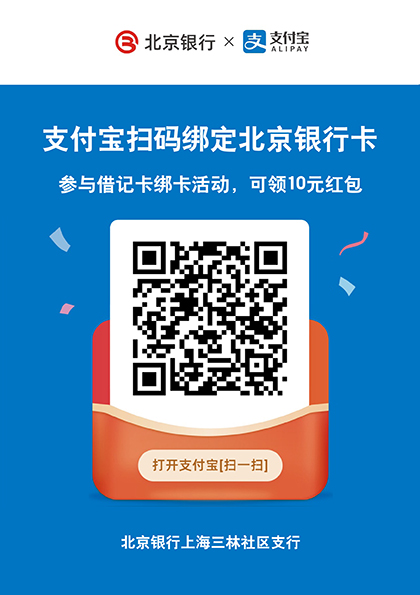 北京银行 × 支 支付宝
ALIPAY
支付宝扫码绑定北京银行卡
参与借记卡绑卡活动，可领10元红包
打开支付宝[扫一扫]
北京银行上海三林社区支行